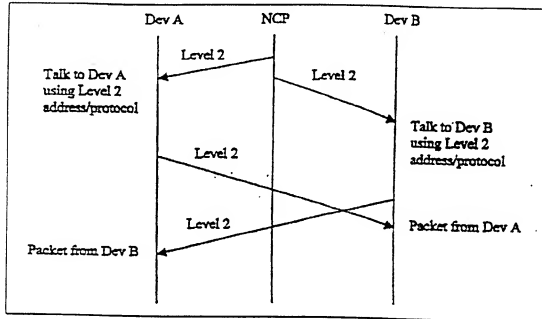 Dev A
NCP
Dev B
Level 2
Talk to Dev A
using Level 2
address/protocol
Level 2
Talk to Dev B
using Level 2
address/protocol
Level 2
Level 2
Packet from Dev A
Packet from Dev B